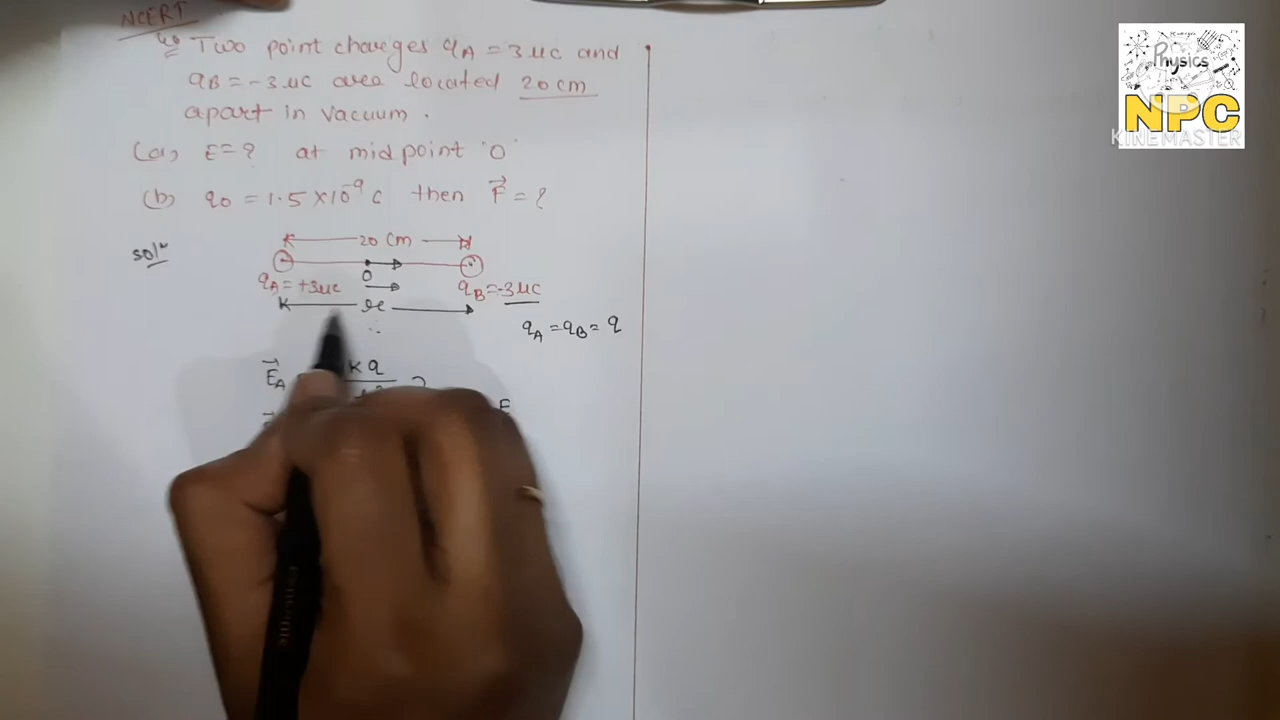 NCERT
Two point charges qA = 3 μC and
qB = -3 μC are located 20 cm
apart in vacuum .
(a) E = ? at midpoint 'O'
(b) q0 = 1.5 × 10⁻⁹ C then F⃗ = ?
Solⁿ
20 cm
O
qA = +3μC qB = -3μC
r
qA = qB = q
∴
E⃗A Kq
E
Physics
NPC
KINEMASTER